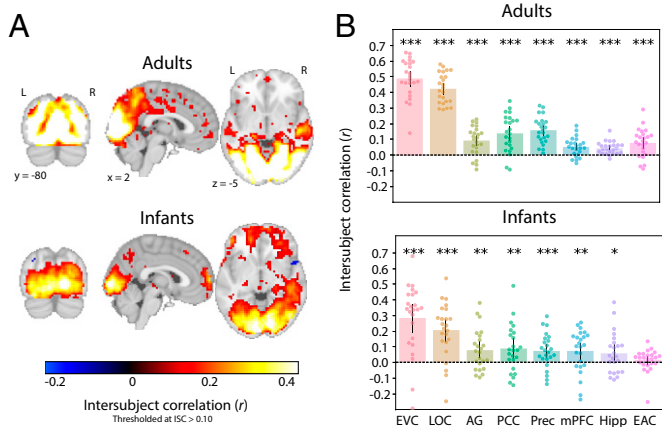 A
Adults
L
R
L
R
y = -80
x = 2
z = -5
Infants
-0.2
0
0.2
0.4
Intersubject correlation (r)
Thresholded at ISC > 0.10
B
Adults
*** *** *** *** *** *** *** ***
0.7
0.6
0.5
0.4
0.3
0.2
0.1
0.0
-0.1
-0.2
Intersubject correlation (r)
Infants
*** *** ** ** *** ** *
0.7
0.6
0.5
0.4
0.3
0.2
0.1
0.0
-0.1
-0.2
EVC LOC AG PCC Prec mPFC Hipp EAC